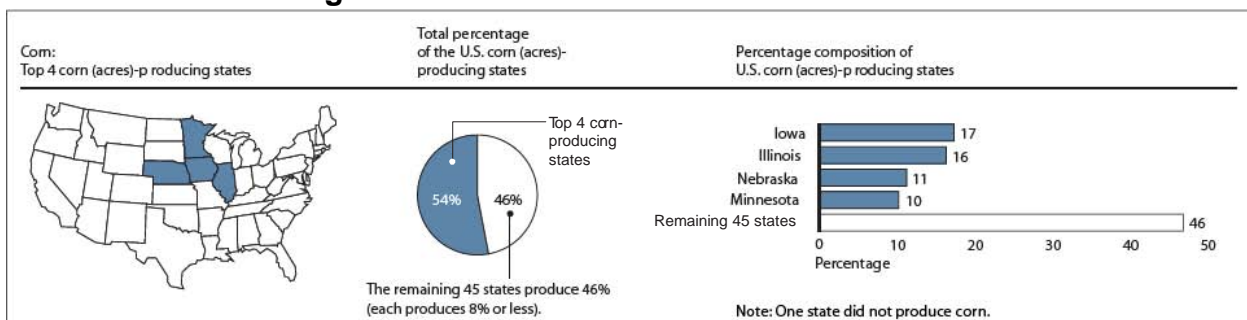 Corn:
Top 4 corn (acres)-p roducing states
Total percentage
of the U.S. corn (acres)-
producing states
Percentage composition of
U.S. corn (acres)-p roducing states
Top 4 corn-
producing
states
54%
46%
The remaining 45 states produce 46%
(each produces 8% or less).
Iowa 17
Illinois 16
Nebraska 11
Minnesota 10
Remaining 45 states 46
0 10 20 30 40 50
Percentage
Note: One state did not produce corn.